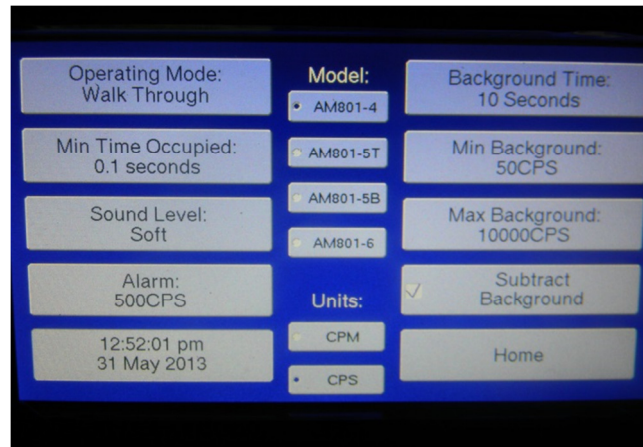 Operating Mode:
Walk Through
Min Time Occupied:
0.1 seconds
Sound Level:
Soft
Alarm:
500CPS
12:52:01 pm
31 May 2013
Model:
AM801-4
AM801-5T
AM801-5B
AM801-6
Units:
CPM
CPS
Background Time:
10 Seconds
Min Background:
50CPS
Max Background:
10000CPS
Subtract
Background
Home